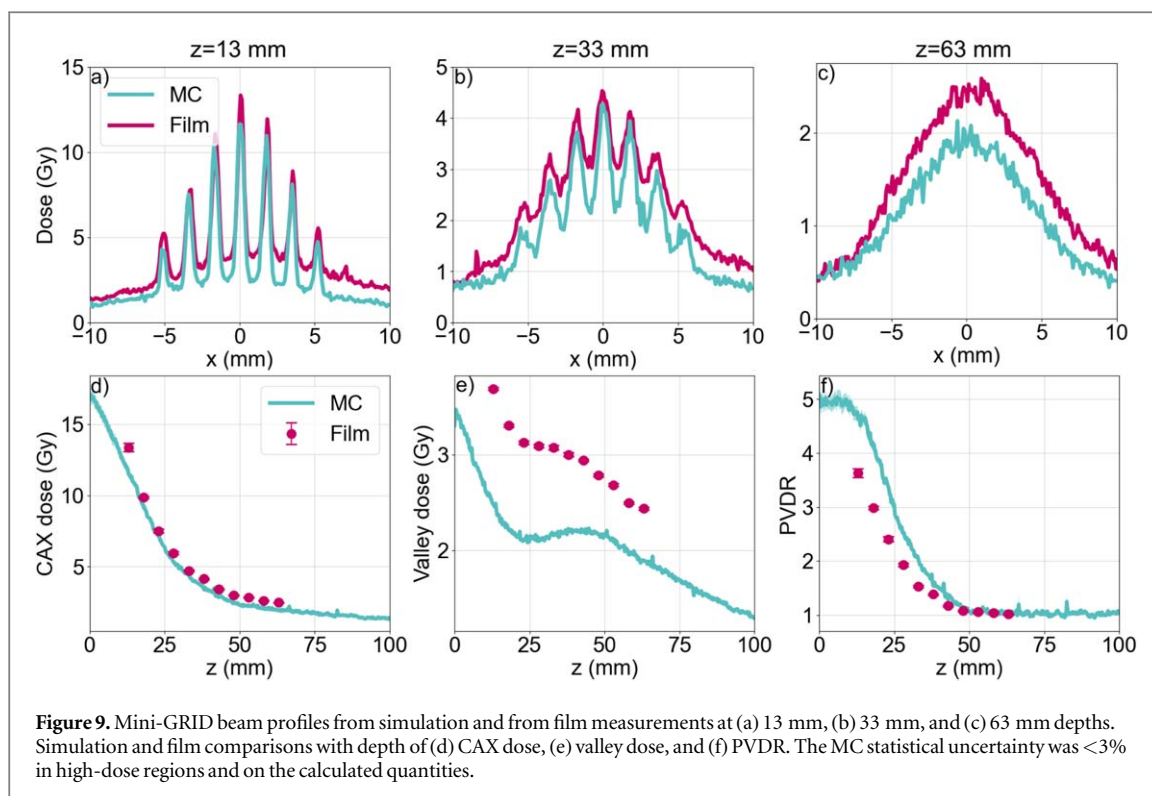 z=13 mm
z=33 mm
z=63 mm
a)
MC
Film
15
10
5
0
Dose (Gy)
−10
−5
0
5
10
x (mm)
b)
5
4
3
2
1
0
−10
−5
0
5
10
x (mm)
c)
2
1
0
−10
−5
0
5
10
x (mm)
d)
MC
Film
15
10
5
CAX dose (Gy)
0
25
50
75
100
z (mm)
e)
3
2
Valley dose (Gy)
0
25
50
75
100
z (mm)
f)
5
4
3
2
1
PVDR
0
25
50
75
100
z (mm)
Figure 9. Mini-GRID beam profiles from simulation and from film measurements at (a) 13 mm, (b) 33 mm, and (c) 63 mm depths.
Simulation and film comparisons with depth of (d) CAX dose, (e) valley dose, and (f) PVDR. The MC statistical uncertainty was <3%
in high-dose regions and on the calculated quantities.